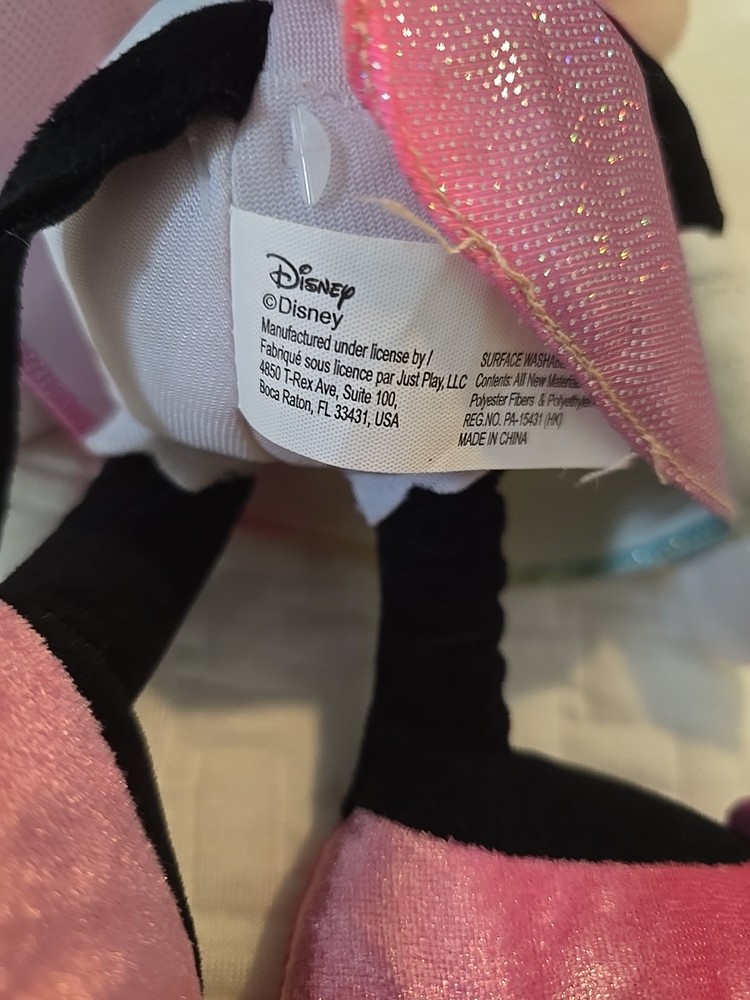 Disney
©Disney
Manufactured under license by /
Fabriqué sous licence par Just Play, LLC
4850 T-Rex Ave, Suite 100,
Boca Raton, FL 33431, USA
SURFACE
Contents: All New
Polyester Fibers &
REG.NO. PA-15431 (HK)
MADE IN CHINA